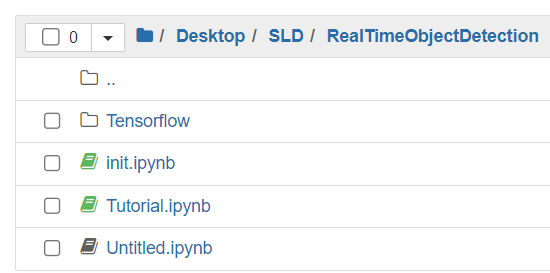 0 / Desktop / SLD / RealTimeObjectDetection
..
Tensorflow
init.ipynb
Tutorial.ipynb
Untitled.ipynb